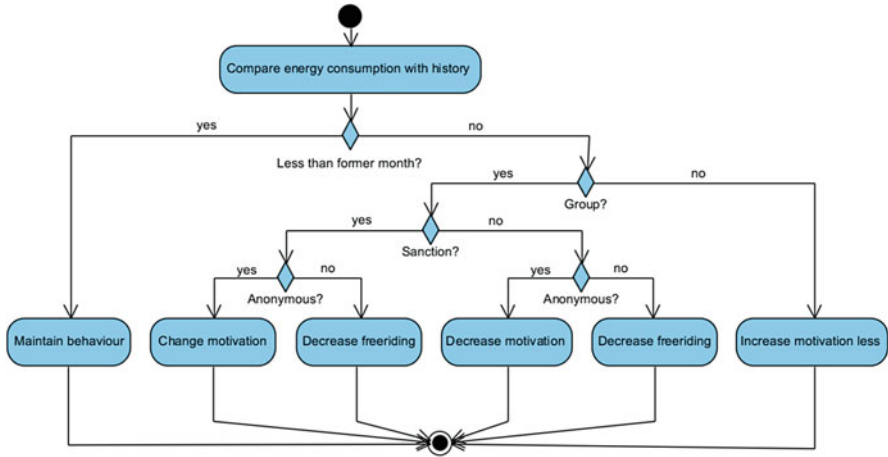 Compare energy consumption with history
yes
no
Less than former month?
yes
no
Group?
yes
no
Sanction?
yes
no
yes
no
Anonymous?
Anonymous?
Maintain behaviour
Change motivation
Decrease freeriding
Decrease motivation
Decrease freeriding
Increase motivation less